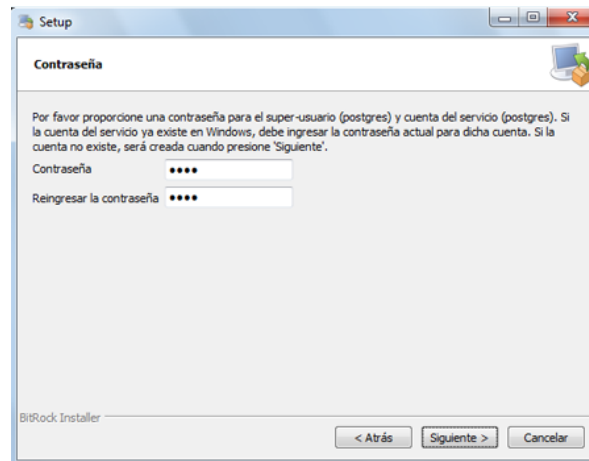 Setup
Contraseña
Por favor proporcione una contraseña para el super-usuario (postgres) y cuenta del servicio (postgres). Si
la cuenta del servicio ya existe en Windows, debe ingresar la contraseña actual para dicha cuenta. Si la
cuenta no existe, será creada cuando presione 'Siguiente'.
Contraseña ••••
Reingresar la contraseña ••••
BitRock Installer
< Atrás Siguiente > Cancelar